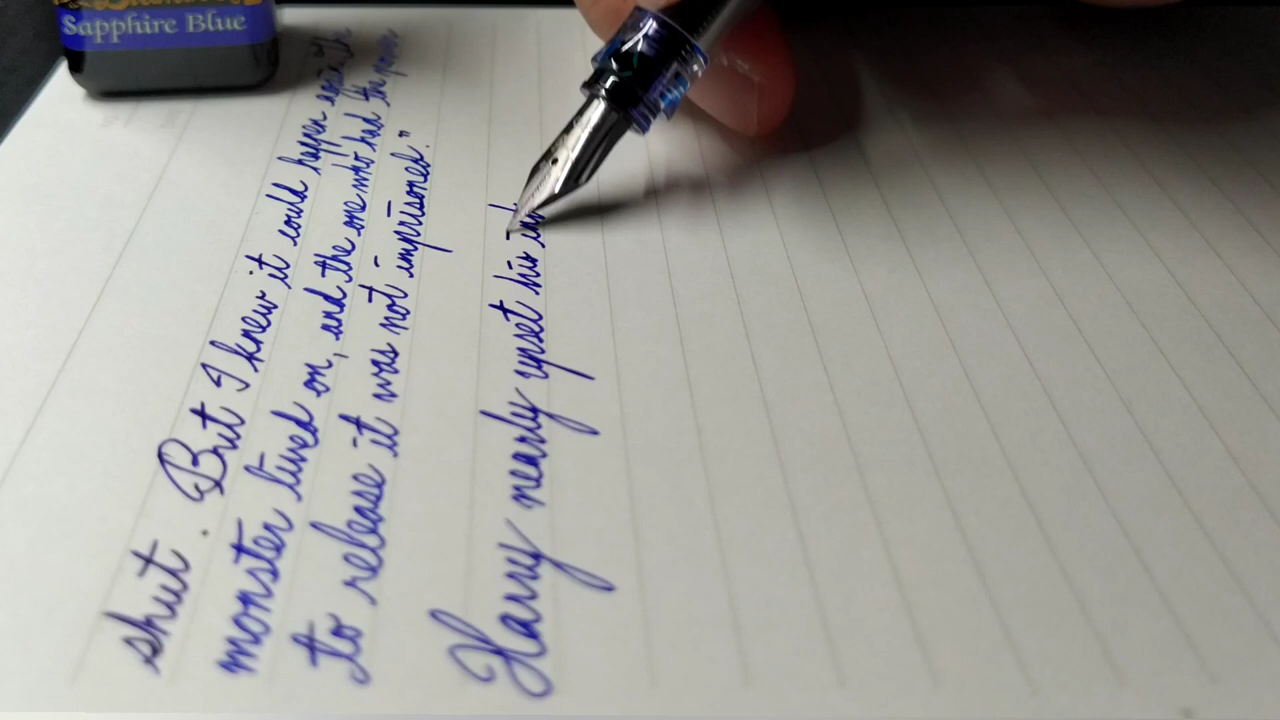 Sapphire Blue
shut. But I knew it could happen again. The
monster lived on, and the one who had the power
to release it was not imprisoned."
Harry nearly upset his ink